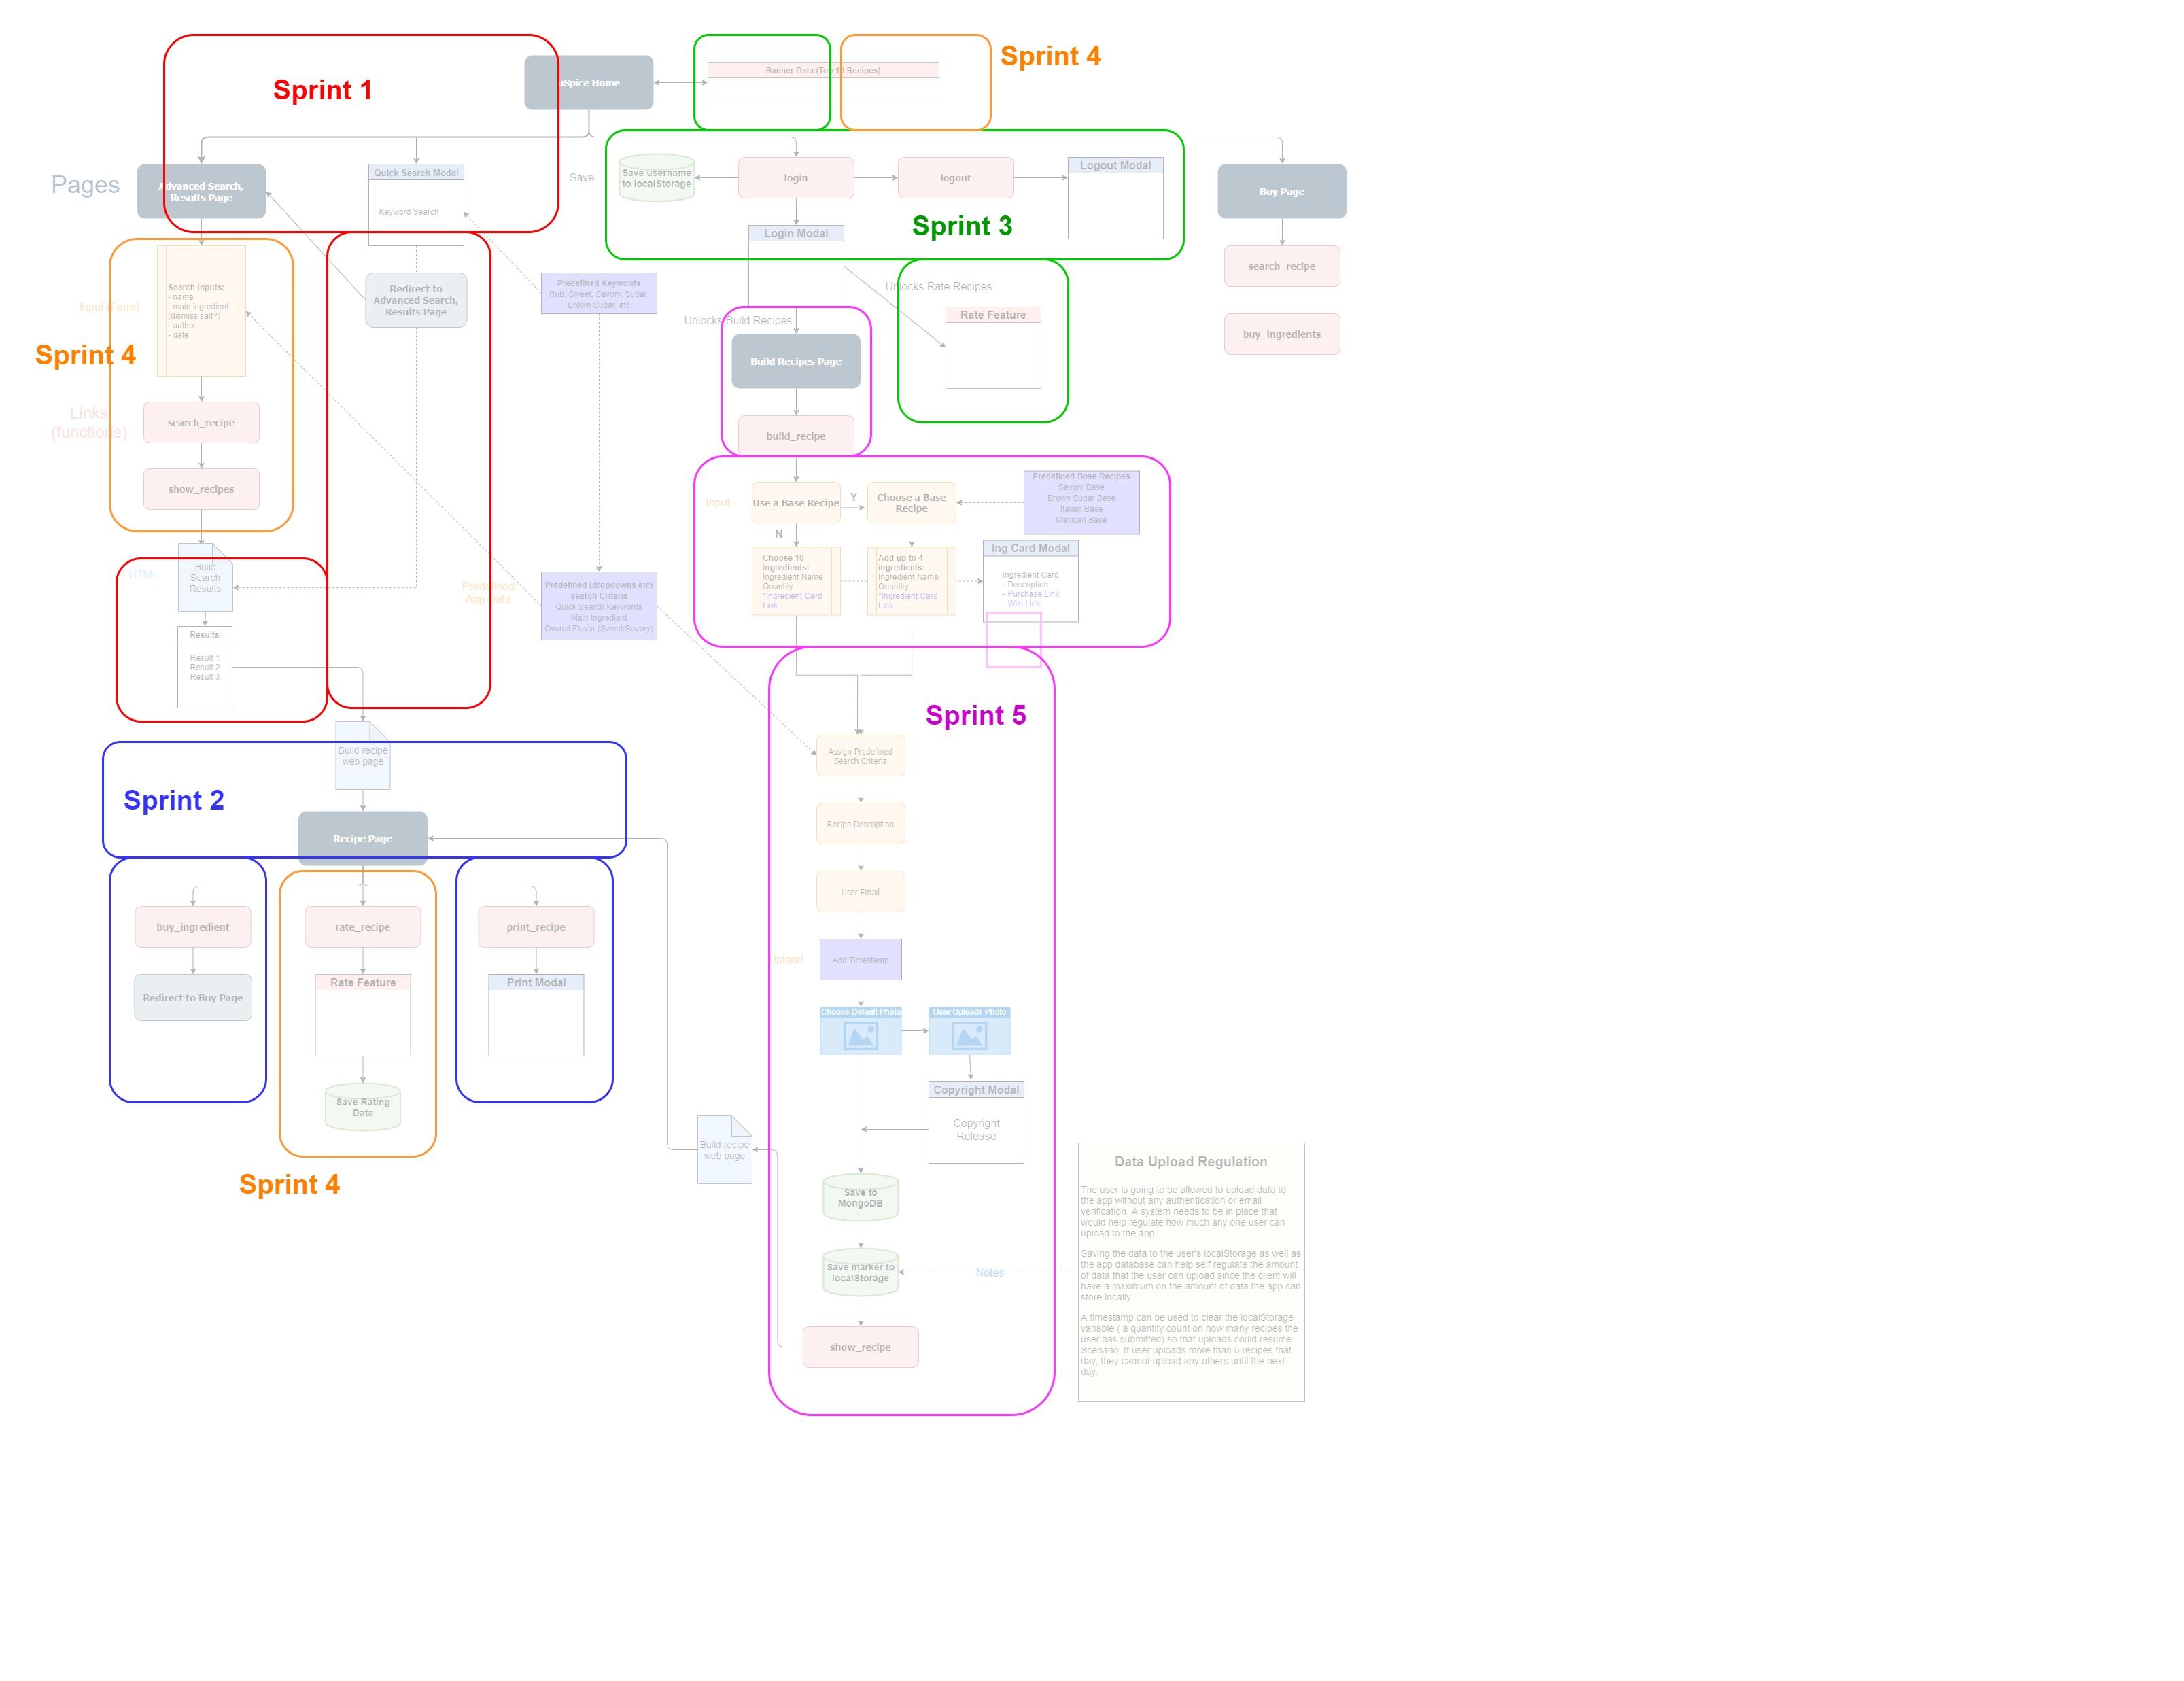 Sprint 1
uSpice Home
Banner Data (Top 10 Recipes)
Sprint 4
Pages
Advanced Search,
Results Page
Quick Search Modal
Keyword Search
Save
Save username
to localStorage
login
logout
Logout Modal
Buy Page
Sprint 3
Login Modal
search_recipe
buy_ingredients
Input (Form)
Search Inputs:
- name
- main ingredient
(dismiss salt?)
- author
- date
Sprint 4
Redirect to
Advanced Search,
Results Page
Predefined Keywords
Rub, Sweet, Savory, Sugar,
Brown Sugar, etc
Unlocks Rate Recipes
Rate Feature
Unlocks Build Recipes
Build Recipes Page
build_recipe
Links
(functions)
search_recipe
show_recipes
Input
Use a Base Recipe
Y
Choose a Base
Recipe
N
Predefined Base Recipes
Savory Base
Brown Sugar Base
Italian Base
Mexican Base
Choose 10
ingredients:
Ingredient Name
Quantity
*Ingredient Card
Link
Add up to 4
ingredients:
Ingredient Name
Quantity
*Ingredient Card
Link
Ing Card Modal
Ingredient Card
- Description
- Purchase Link
- Wiki Link
HTML
Build
Search
Results
Results
Result 1
Result 2
Result 3
Predefined
App Data
Predefined (dropdowns etc)
Search Criteria
Quick Search Keywords
Main Ingredient
Overall Flavor (Sweet/Savory)
Sprint 5
Build recipe
web page
Sprint 2
Recipe Page
Assign Predefined
Search Criteria
Recipe Description
User Email
buy_ingredient
rate_recipe
print_recipe
Redirect to Buy Page
Rate Feature
Print Modal
Save Rating
Data
Sprint 4
Upload
Add Timestamp
Choose Default Photo
User Uploads Photo
Copyright Modal
Copyright
Release
Build recipe
web page
Save to
MongoDB
Save marker to
localStorage
Notes
show_recipe
Data Upload Regulation
The user is going to be allowed to upload data to
the app without any authentication or email
verification. A system needs to be in place that
would help regulate how much any one user can
upload to the app.
Saving the data to the user's localStorage as well as
the app database can help self regulate the amount
of data that the user can upload since the client will
have a maximum on the amount of data the app can
store locally.
A timestamp can be used to clear the localStorage
variable ( a quantity count on how many recipes the
user has submitted) so that uploads could resume.
Scenario: If user uploads more than 5 recipes that
day, they cannot upload any others until the next
day.